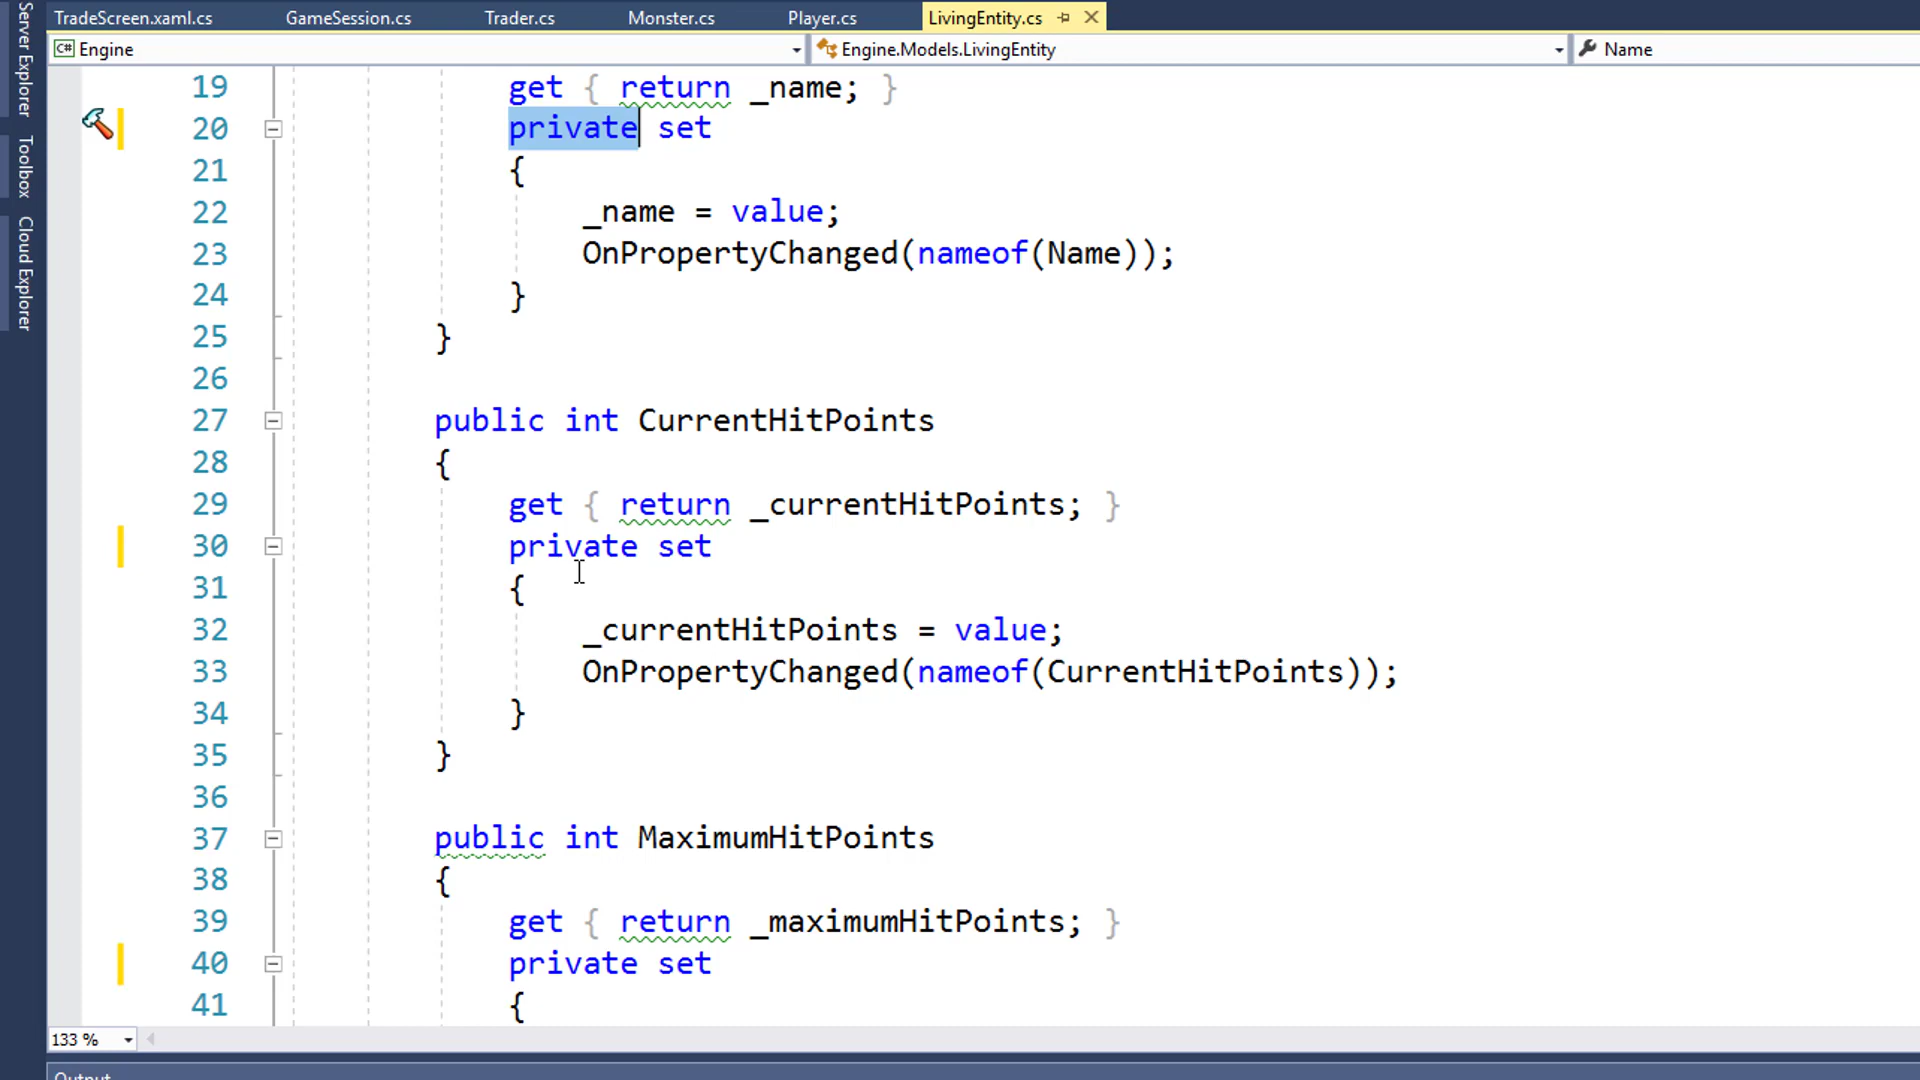 TradeScreen.xaml.cs GameSession.cs Trader.cs Monster.cs Player.cs LivingEntity.cs
C# Engine Engine.Models.LivingEntity Name
Server Explorer
Toolbox
Cloud Explorer
19 get { return _name; }
20 private set
21 {
22 _name = value;
23 OnPropertyChanged(nameof(Name));
24 }
25 }
26
27 public int CurrentHitPoints
28 {
29 get { return _currentHitPoints; }
30 private set
31 {
32 _currentHitPoints = value;
33 OnPropertyChanged(nameof(CurrentHitPoints));
34 }
35 }
36
37 public int MaximumHitPoints
38 {
39 get { return _maximumHitPoints; }
40 private set
41 {
133 %
Output